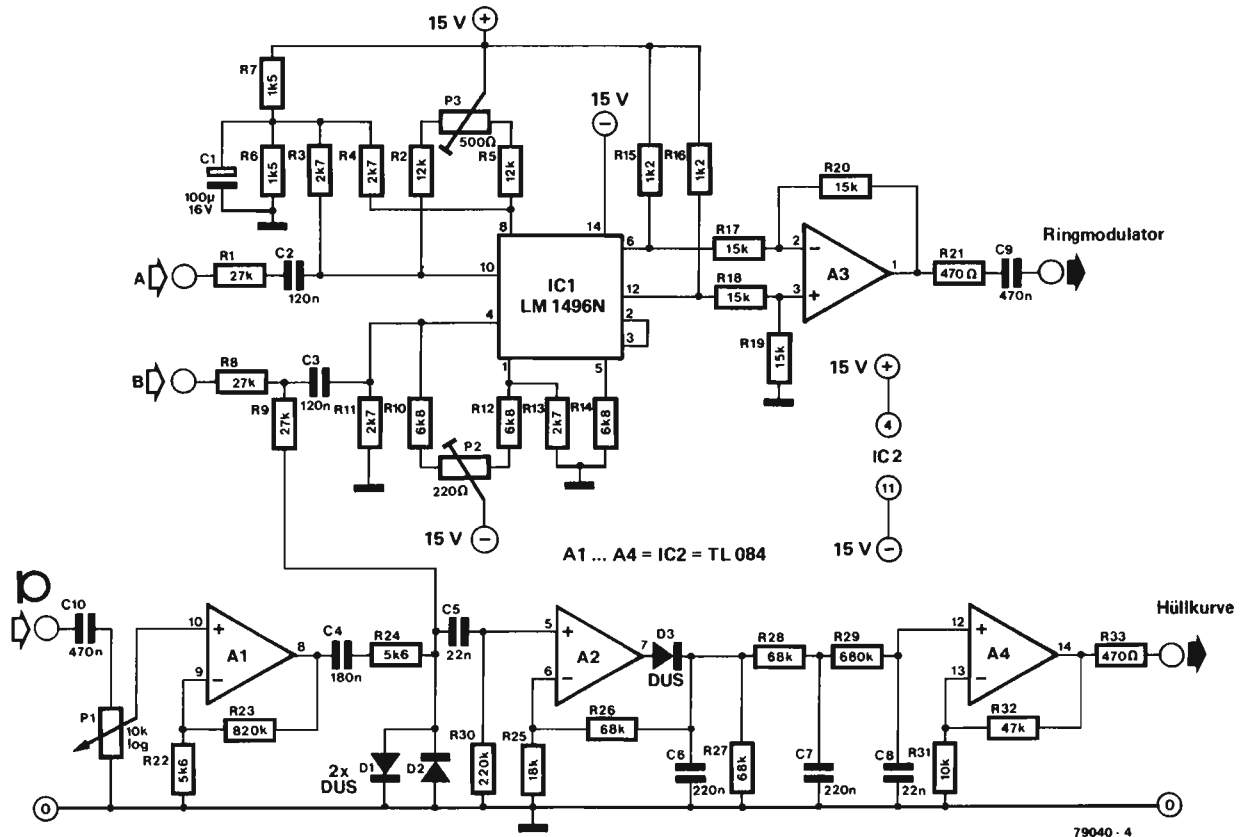 15 V +
R7
1k5
P3
500Ω
15 V
−
C1
100µ
16V
R6
1k5
R3
2k7
R4
2k7
R2
12k
R5
12k
R15
1k2
R16
1k2
R20
15k
8
14
6
R17
15k
2
−
A3
1
R21
470Ω
C9
470n
Ringmodulator
A
R1
27k
C2
120n
10
IC1
LM 1496N
12
R18
15k
3
+
2
3
4
R19
15k
B
R8
27k
C3
120n
1
5
R9
27k
R11
2k7
R10
6k8
R12
6k8
R13
2k7
R14
6k8
P2
220Ω
15 V −
15 V +
4
IC 2
11
15 V −
A1 ... A4 = IC2 = TL 084
C10
470n
10
+
A1
8
9
−
C4
180n
R24
5k6
C5
22n
5
+
A2
7
6
−
D3
DUS
R28
68k
R29
680k
12
+
A4
14
13
−
R33
470Ω
Hüllkurve
P1
10k
log
R22
5k6
R23
820k
2x
DUS
D1
D2
R30
220k
R25
18k
R26
68k
C6
220n
R27
68k
C7
220n
C8
22n
R31
10k
R32
47k
0
0
79040 - 4